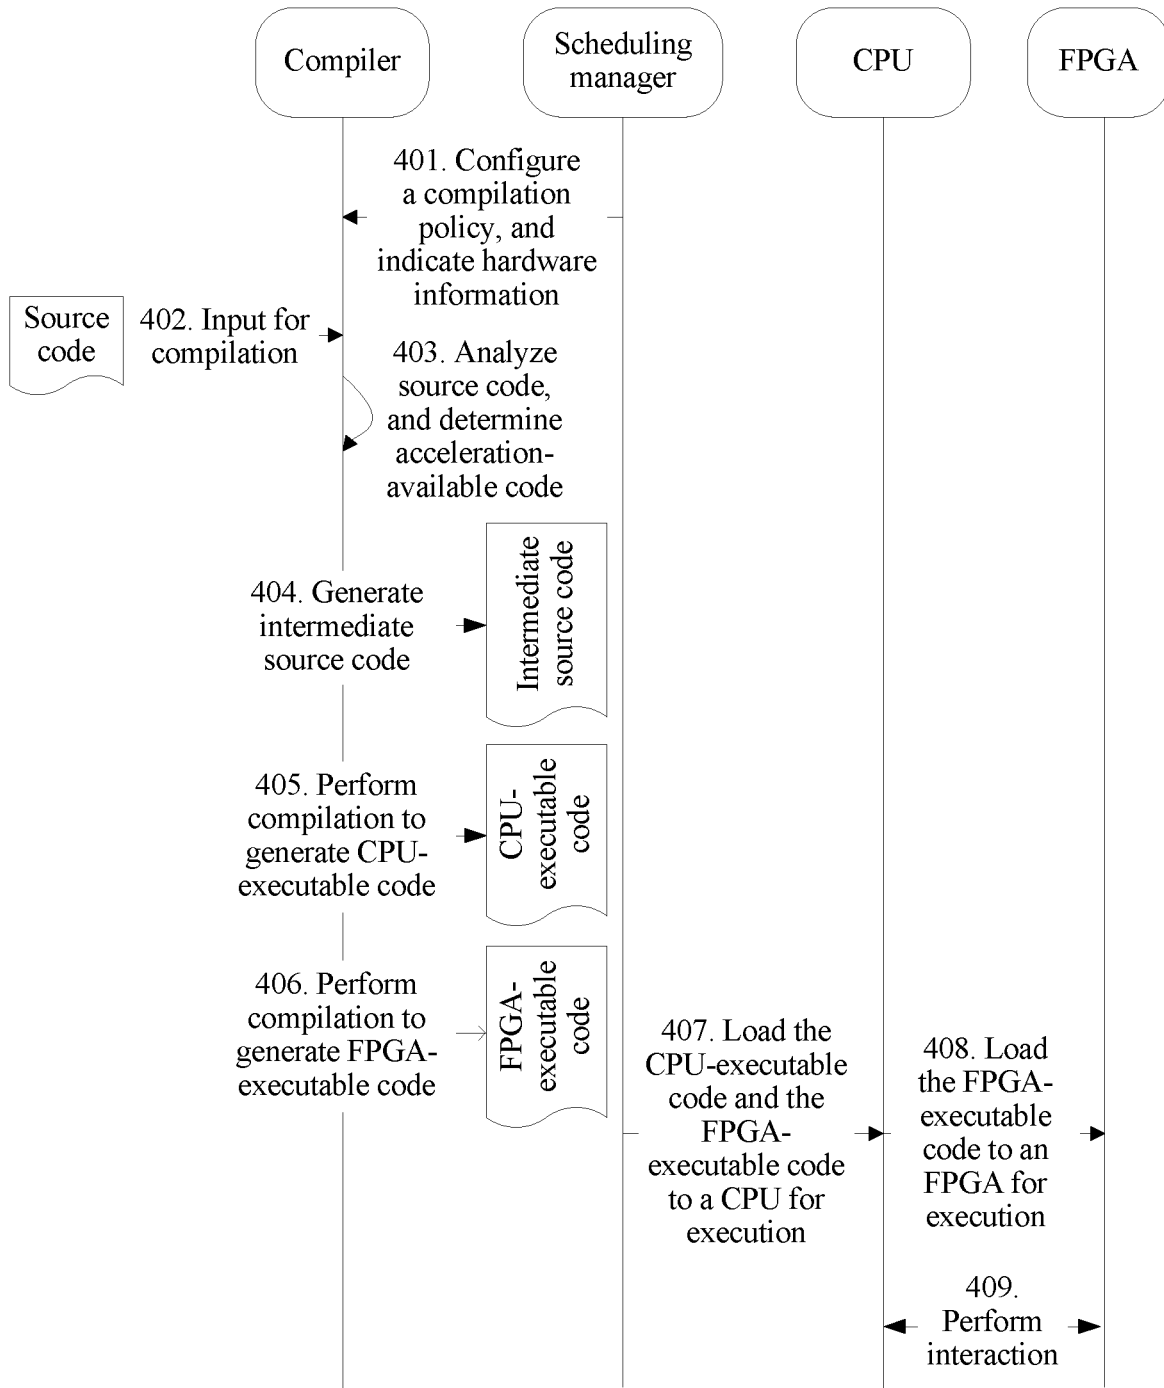 Compiler
Scheduling
manager
CPU
FPGA
401. Configure
a compilation
policy, and
indicate hardware
information
Source
code
402. Input for
compilation
403. Analyze
source code,
and determine
acceleration-
available code
404. Generate
intermediate
source code
Intermediate
source code
405. Perform
compilation to
generate CPU-
executable code
CPU-
executable
code
406. Perform
compilation to
generate FPGA-
executable code
FPGA-
executable
code
407. Load the
CPU-executable
code and the
FPGA-
executable code
to a CPU for
execution
408. Load
the FPGA-
executable
code to an
FPGA for
execution
409.
Perform
interaction